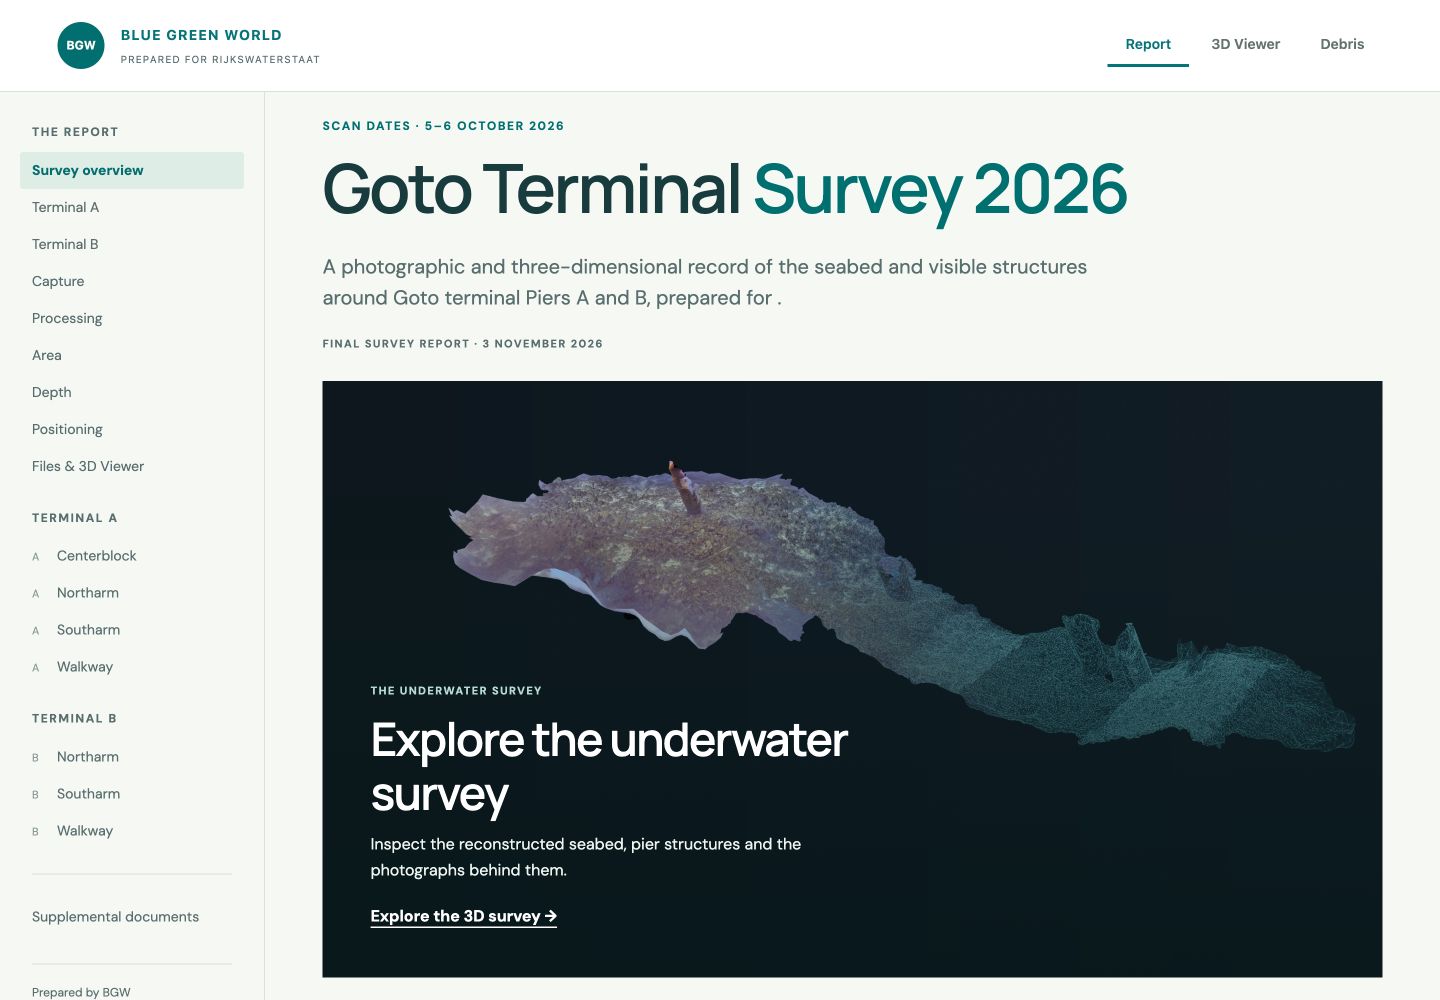 BGW
BLUE GREEN WORLD
PREPARED FOR RIJKSWATERSTAAT
Report
3D Viewer
Debris
THE REPORT
Survey overview
Terminal A
Terminal B
Capture
Processing
Area
Depth
Positioning
Files & 3D Viewer
TERMINAL A
A Centerblock
A Northarm
A Southarm
A Walkway
TERMINAL B
B Northarm
B Southarm
B Walkway
Supplemental documents
Prepared by BGW
SCAN DATES · 5–6 OCTOBER 2026
Goto Terminal Survey 2026
A photographic and three-dimensional record of the seabed and visible structures
around Goto terminal Piers A and B, prepared for .
FINAL SURVEY REPORT · 3 NOVEMBER 2026
THE UNDERWATER SURVEY
Explore the underwater
survey
Inspect the reconstructed seabed, pier structures and the
photographs behind them.
Explore the 3D survey →